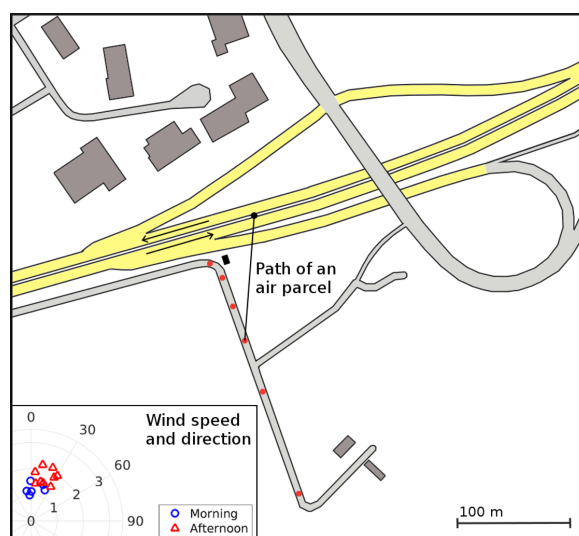 Path of an
air parcel
Wind speed
and direction
0
30
60
90
3
2
1
0
Morning
Afternoon
100 m